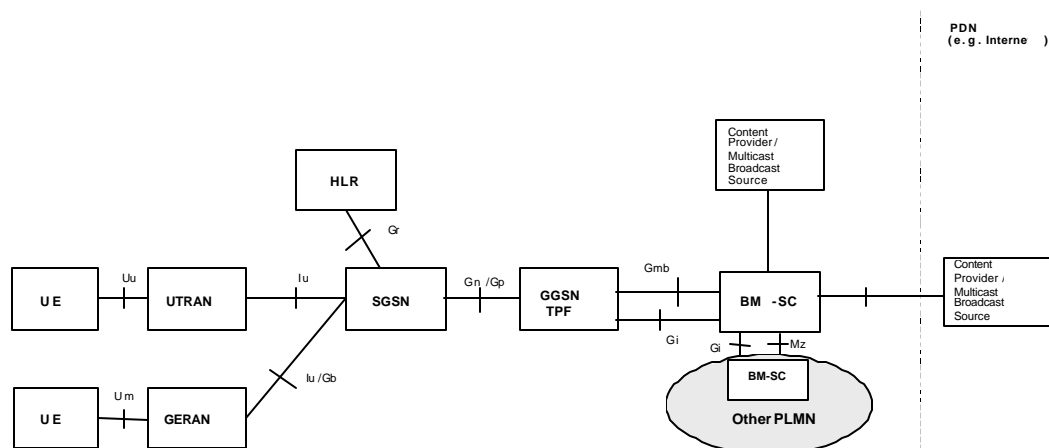 PDN
(e.g. Interne )
Content
Provider /
Multicast
Broadcast
Source
HLR
Gr
Uu
Iu
Gn /Gp
Gmb
Content
Provider /
Multicast
Broadcast
Source
UE
UTRAN
SGSN
GGSN
TPF
BM -SC
Gi
Gi
Mz
Iu/Gb
BM-SC
Um
UE
GERAN
Other PLMN